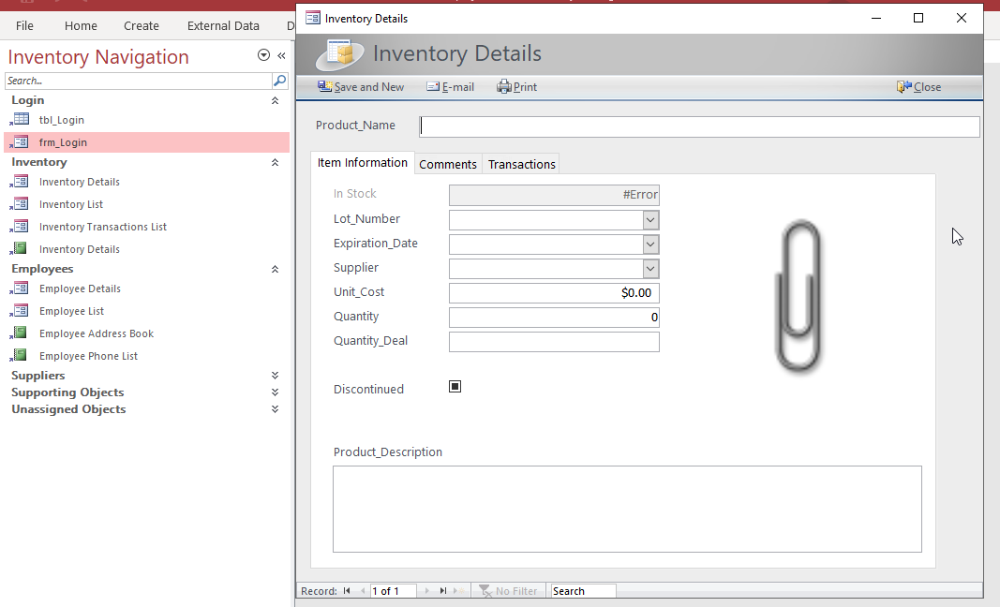 Inventory Details
File Home Create External Data D
Inventory Navigation
Inventory Details
Search...
Save and New E-mail Print Close
Login
tbl_Login
frm_Login
Inventory
Inventory Details
Inventory List
Inventory Transactions List
Inventory Details
Employees
Employee Details
Employee List
Employee Address Book
Employee Phone List
Suppliers
Supporting Objects
Unassigned Objects
Product_Name
Item Information Comments Transactions
In Stock #Error
Lot_Number
Expiration_Date
Supplier
Unit_Cost $0.00
Quantity 0
Quantity_Deal
Discontinued
Product_Description
Record: 1 of 1 No Filter Search